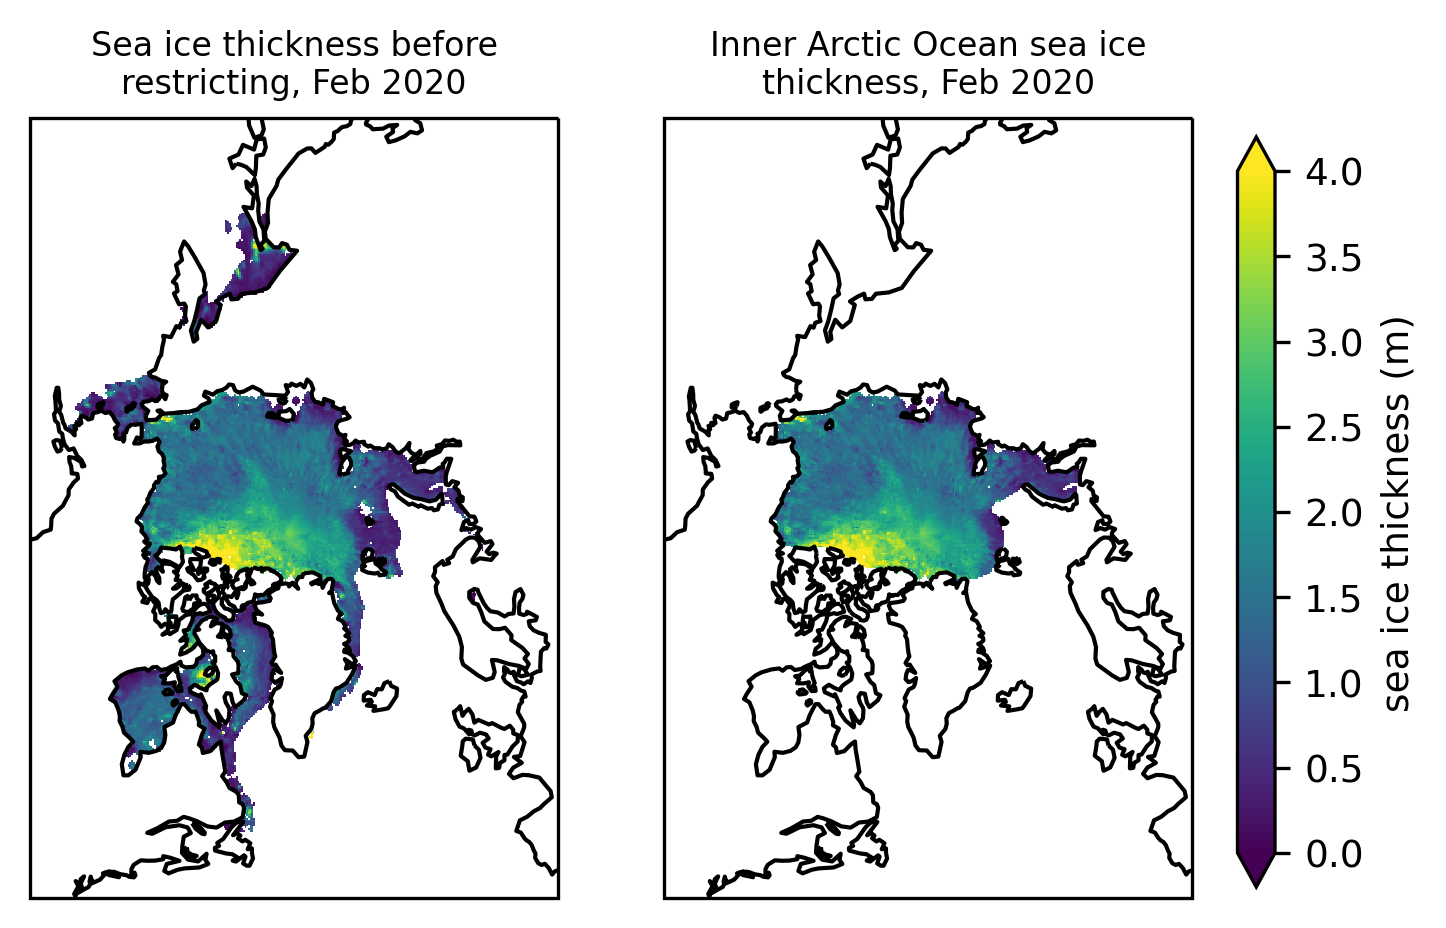 Sea ice thickness before
restricting, Feb 2020
Inner Arctic Ocean sea ice
thickness, Feb 2020
4.0
3.5
3.0
2.5
2.0
1.5
1.0
0.5
0.0
sea ice thickness (m)